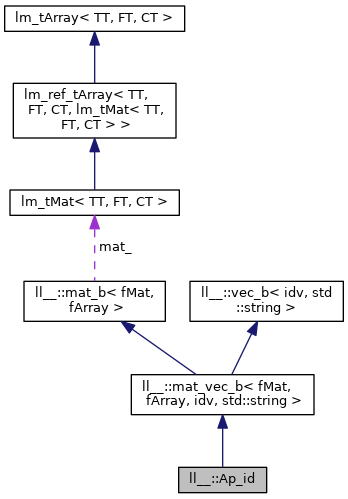 lm_tArray< TT, FT, CT >
lm_ref_tArray< TT,
FT, CT, lm_tMat< TT,
FT, CT > >
lm_tMat< TT, FT, CT >
mat_
ll__::mat_b< fMat,
fArray >
ll__::vec_b< idv, std
::string >
ll__::mat_vec_b< fMat,
fArray, idv, std::string >
ll__::Ap_id